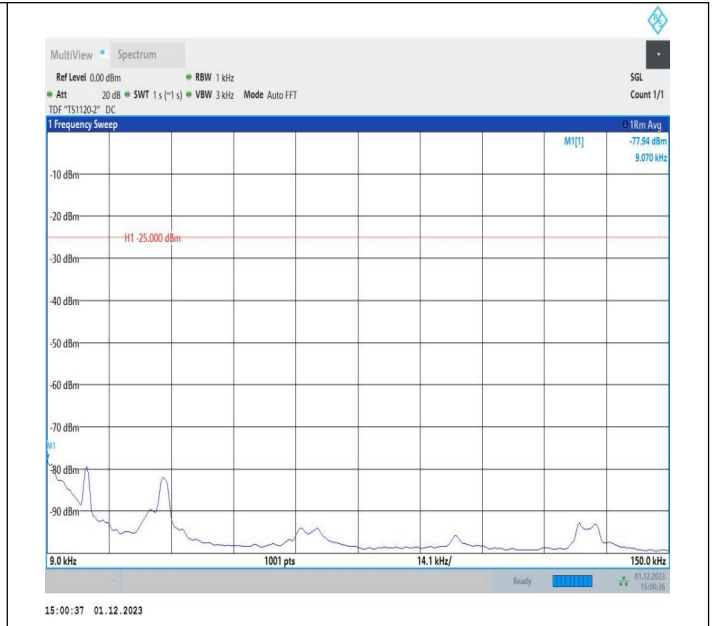 MultiView Spectrum
Ref Level 0.00 dBm RBW 1 kHz SGL
Att 20 dB SWT 1 s (~1 s) VBW 3 kHz Mode Auto FFT Count 1/1
TDF "TS1120-2" DC
1 Frequency Sweep 1Rm Avg
M1[1] -77.94 dBm
9.070 kHz
-10 dBm
-20 dBm
H1 -25.000 dBm
-30 dBm
-40 dBm
-50 dBm
-60 dBm
-70 dBm
M1
-80 dBm
-90 dBm
9.0 kHz 1001 pts 14.1 kHz/ 150.0 kHz
Ready 01.12.2023
15:00:36
15:00:37 01.12.2023